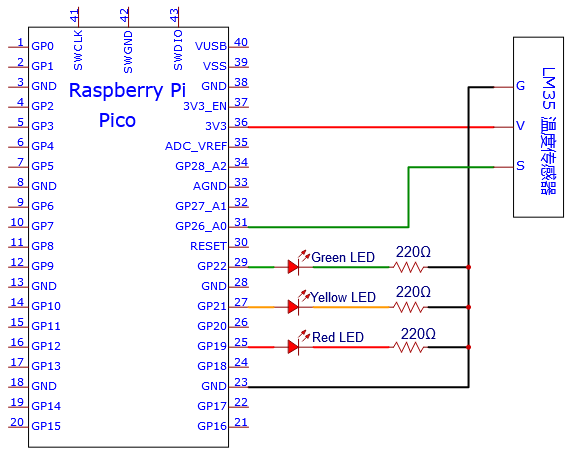 41 42 43
SWCLK SWGND SWDIO
1 GP0 VUSB 40
2 GP1 VSS 39
3 GND GND 38
4 GP2 3V3_EN 37
5 GP3 3V3 36
6 GP4 ADC_VREF 35
7 GP5 GP28_A2 34
8 GND AGND 33
9 GP6 GP27_A1 32
10 GP7 GP26_A0 31
11 GP8 RESET 30
12 GP9 GP22 29
13 GND GND 28
14 GP10 GP21 27
15 GP11 GP20 26
16 GP12 GP19 25
17 GP13 GP18 24
18 GND GND 23
19 GP14 GP17 22
20 GP15 GP16 21
Raspberry Pi
Pico
Green LED 220Ω
Yellow LED 220Ω
Red LED 220Ω
G
V
S
LM35 温度传感器